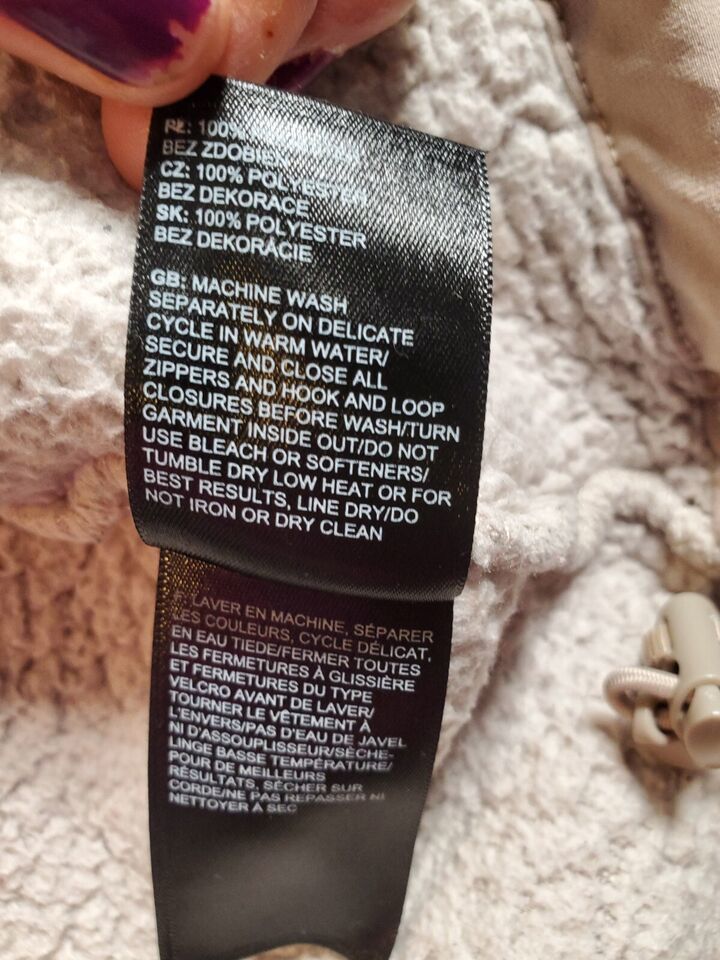 PL: 100%
BEZ
CZ: 100% POLYESTER
BEZ DEKORACE
SK: 100% POLYESTER
BEZ DEKORÁCIE
GB: MACHINE WASH
SEPARATELY ON DELICATE
CYCLE IN WARM WATER/
SECURE AND CLOSE ALL
ZIPPERS AND HOOK AND LOOP
CLOSURES BEFORE WASH/TURN
GARMENT INSIDE OUT/DO NOT
USE BLEACH OR SOFTENERS/
TUMBLE DRY LOW HEAT OR FOR
BEST RESULTS, LINE DRY/DO
NOT IRON OR DRY CLEAN
F: LAVER EN MACHINE, SÉPARER
LES COULEURS, CYCLE DÉLICAT,
EN EAU TIEDE/FERMER TOUTES
LES FERMETURES À GLISSIÈRE
ET FERMETURES DU TYPE
VELCRO AVANT DE LAVER/
TOURNER LE VÊTEMENT À
L'ENVERS/PAS D'EAU DE JAVEL
NI D'ASSOUPLISSEUR/SÈCHE-
LINGE BASSE TEMPÉRATURE/
POUR DE MEILLEURS
RÉSULTATS, SÉCHER SUR
CORDE/NE PAS REPASSER NI
NETTOYER À SEC